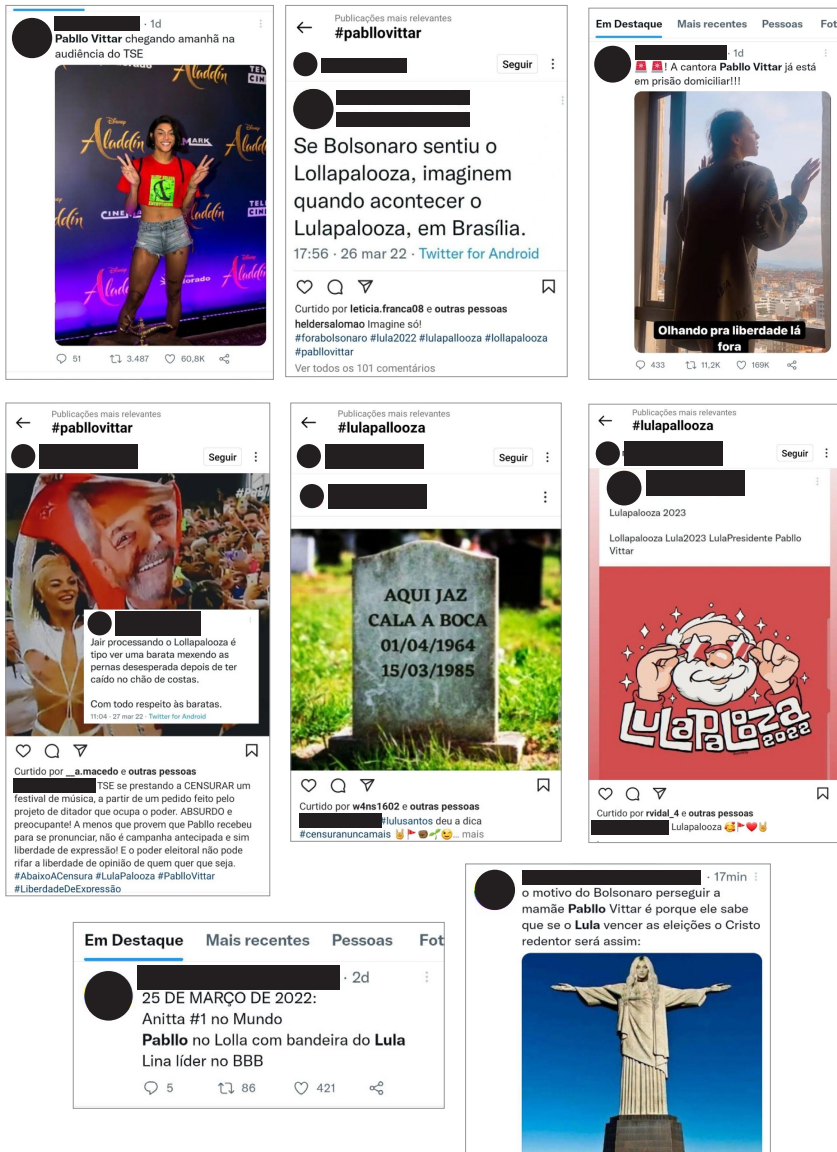 · 1d
Pabllo Vittar chegando amanhã na
audiência do TSE
Disney
Aladdin
MARK
CINE
51 3.487 60,8K
Publicações mais relevantes
#pabllovittar
Seguir
Se Bolsonaro sentiu o
Lollapalooza, imaginem
quando acontecer o
Lulapalooza, em Brasília.
17:56 · 26 mar 22 · Twitter for Android
Curtido por leticia.franca08 e outras pessoas
heldersalomao Imagine só!
#forabolsonaro #lula2022 #lulapallooza #lollapalooza
#pabllovittar
Ver todos os 101 comentários
Em Destaque Mais recentes Pessoas Fot
· 1d
🚨 🚨! A cantora Pabllo Vittar já está
em prisão domiciliar!!!
Olhando pra liberdade lá
fora
433 11,2K 169K
Publicações mais relevantes
#pabllovittar
Seguir
Jair processando o Lollapalooza é
tipo ver uma barata mexendo as
pernas desesperada depois de ter
caído no chão de costas.
Com todo respeito às baratas.
11:04 · 27 mar 22 · Twitter for Android
Curtido por __a.macedo e outras pessoas
TSE se prestando a CENSURAR um
festival de música, a partir de um pedido feito pelo
projeto de ditador que ocupa o poder. ABSURDO e
preocupante! A menos que provem que Pabllo recebeu
para se pronunciar, não é campanha antecipada e sim
liberdade de expressão! E o poder eleitoral não pode
rifar a liberdade de opinião de quem quer que seja.
#AbaixoACensura #LulaPalooza #PablloVittar
#LiberdadeDeExpressão
Publicações mais relevantes
#lulapallooza
Seguir
AQUI JAZ
CALA A BOCA
01/04/1964
15/03/1985
Curtido por w4ns1602 e outras pessoas
#lulusantos deu a dica
#censuranuncamais 🤘🚩✊🏿🌱😉... mais
Publicações mais relevantes
#lulapallooza
Seguir
Lulapalooza 2023
Lollapalooza Lula2023 LulaPresidente Pabllo
Vittar
LULAPALOOZA
2022
Curtido por rvidal_4 e outras pessoas
Lulapalooza 🥰🚩❤️🤘
Em Destaque Mais recentes Pessoas Fot
· 2d
25 DE MARÇO DE 2022:
Anitta #1 no Mundo
Pabllo no Lolla com bandeira do Lula
Lina líder no BBB
5 86 421
· 17min
o motivo do Bolsonaro perseguir a
mamãe Pabllo Vittar é porque ele sabe
que se o Lula vencer as eleições o Cristo
redentor será assim: